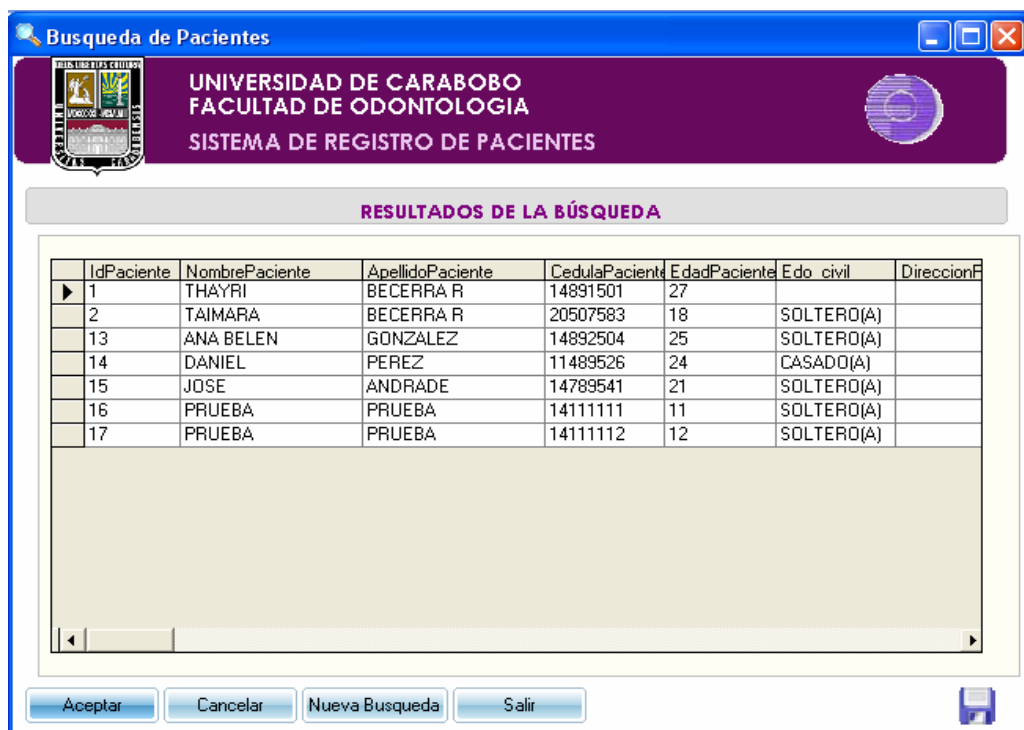 Busqueda de Pacientes
UNIVERSIDAD DE CARABOBO
FACULTAD DE ODONTOLOGIA
SISTEMA DE REGISTRO DE PACIENTES
RESULTADOS DE LA BÚSQUEDA
IdPaciente NombrePaciente ApellidoPaciente CedulaPaciente EdadPaciente Edo civil DireccionP
1 THAYRI BECERRA R 14891501 27
2 TAIMARA BECERRA R 20507583 18 SOLTERO(A)
13 ANA BELEN GONZALEZ 14892504 25 SOLTERO(A)
14 DANIEL PEREZ 11489526 24 CASADO(A)
15 JOSE ANDRADE 14789541 21 SOLTERO(A)
16 PRUEBA PRUEBA 14111111 11 SOLTERO(A)
17 PRUEBA PRUEBA 14111112 12 SOLTERO(A)
Aceptar Cancelar Nueva Busqueda Salir